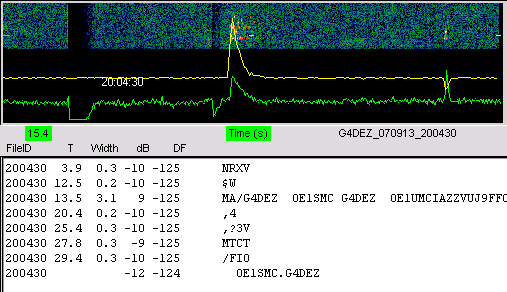 20:04:30
15.4 Time (s) G4DEZ_070913_200430
FileID T Width dB DF
200430 3.9 0.3 -10 -125 NRXV
200430 12.5 0.2 -10 -125 $W
200430 13.5 3.1 9 -125 MA/G4DEZ OE1SMC G4DEZ OE1UMCIAZZVUJ9FFO
200430 20.4 0.2 -10 -125 ,4
200430 25.4 0.3 -10 -125 ,?3V
200430 27.8 0.3 -9 -125 MTCT
200430 29.4 0.3 -10 -125 /FIO
200430 -12 -124 OE1SMC.G4DEZ